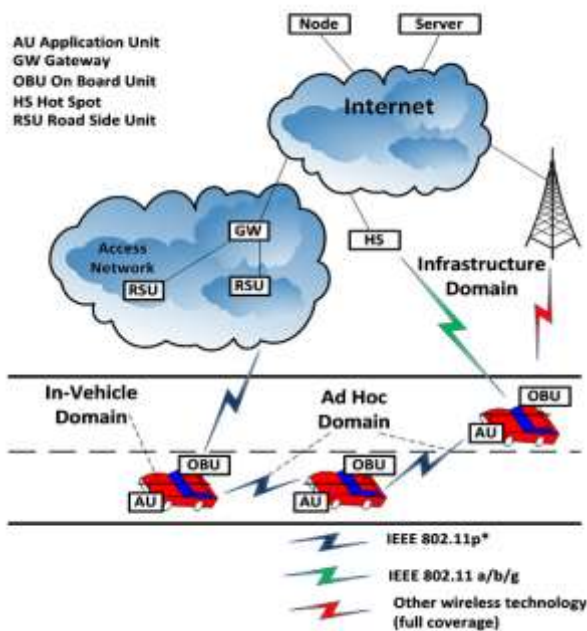 Node
Server
AU Application Unit
GW Gateway
OBU On Board Unit
HS Hot Spot
RSU Road Side Unit
Internet
GW
HS
Access
Network
RSU
RSU
Infrastructure
Domain
In-Vehicle
Domain
Ad Hoc
Domain
OBU
AU
OBU
AU
OBU
AU
IEEE 802.11p*
IEEE 802.11 a/b/g
Other wireless technology
(full coverage)